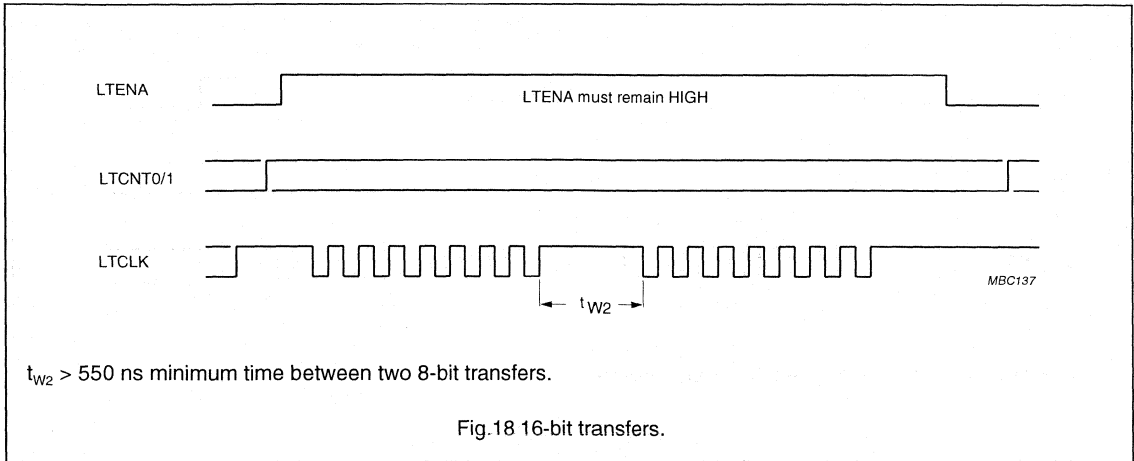 LTENA
LTENA must remain HIGH
LTCNT0/1
LTCLK
MBC137
tW2
tW2 > 550 ns minimum time between two 8-bit transfers.
Fig.18 16-bit transfers.